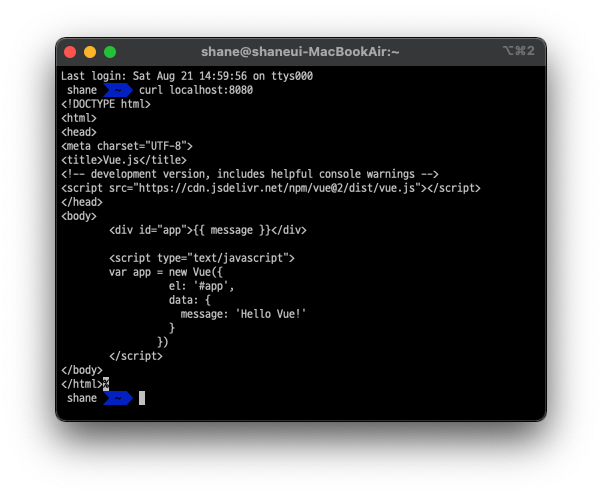 shane@shaneui-MacBookAir:~
⌥⌘2
Last login: Sat Aug 21 14:59:56 on ttys000
shane ~ curl localhost:8080
<!DOCTYPE html>
<html>
<head>
<meta charset="UTF-8">
<title>Vue.js</title>
<!-- development version, includes helpful console warnings -->
<script src="https://cdn.jsdelivr.net/npm/vue@2/dist/vue.js"></script>
</head>
<body>
        <div id="app">{{ message }}</div>

        <script type="text/javascript">
        var app = new Vue({
                  el: '#app',
                  data: {
                    message: 'Hello Vue!'
                  }
                })
        </script>
</body>
</html>%
shane ~